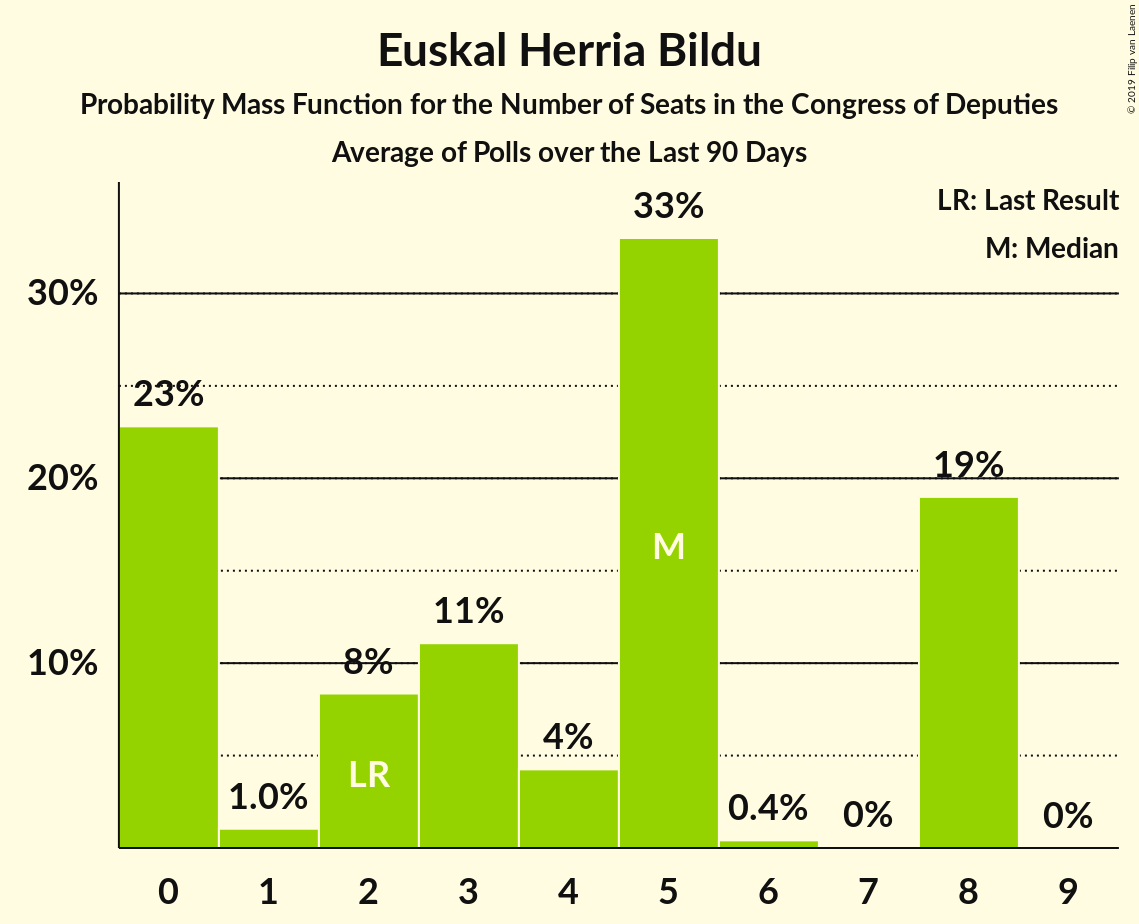 Euskal Herria Bildu
Probability Mass Function for the Number of Seats in the Congress of Deputies
Average of Polls over the Last 90 Days
© 2019 Filip van Laenen
LR: Last Result
M: Median
30%
20%
10%
23%
1.0%
8%
11%
4%
33%
0.4%
0%
19%
0%
LR
M
0 1 2 3 4 5 6 7 8 9